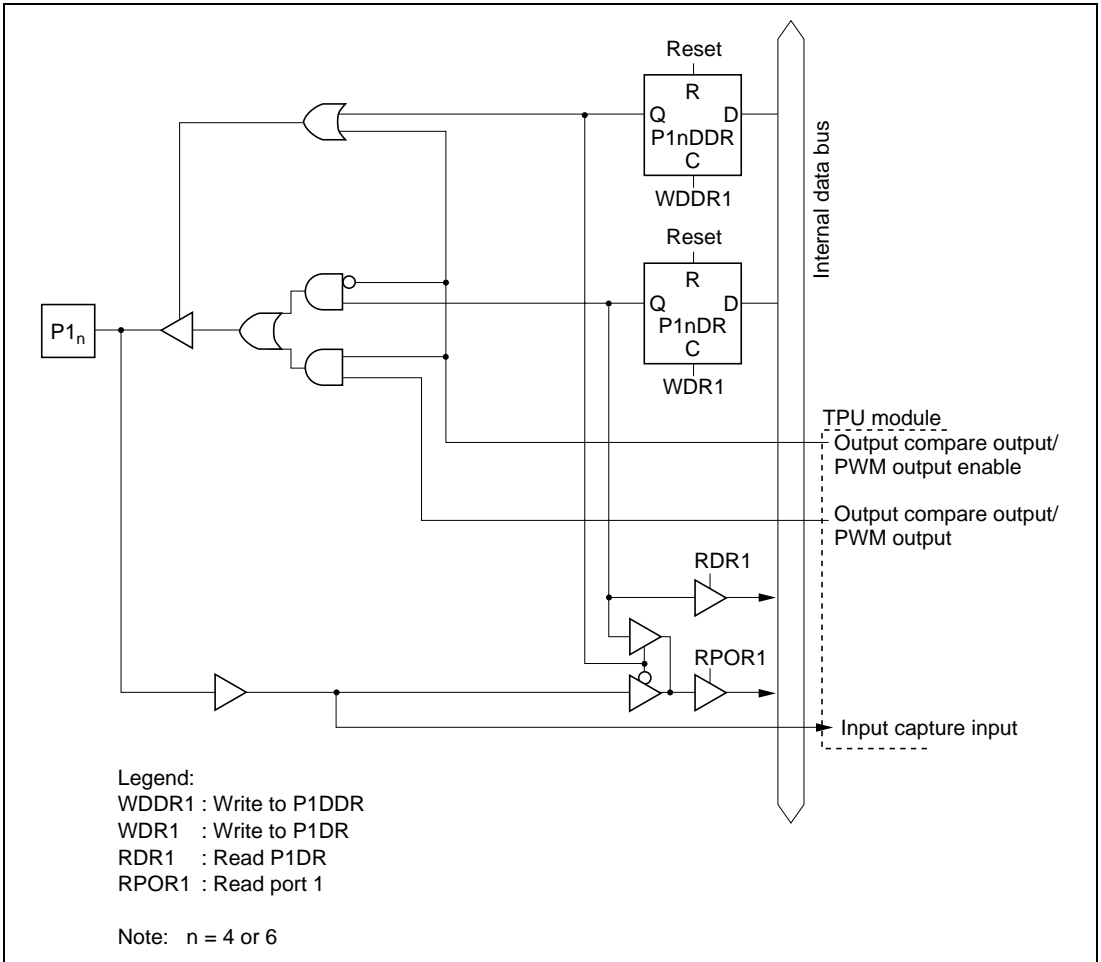 Reset
R
Q D
P1nDDR
C
WDDR1
Internal data bus
Reset
R
Q D
P1nDR
C
WDR1
P1n
TPU module
Output compare output/
PWM output enable
Output compare output/
PWM output
RDR1
RPOR1
Input capture input
Legend:
WDDR1 : Write to P1DDR
WDR1 : Write to P1DR
RDR1 : Read P1DR
RPOR1 : Read port 1
Note: n = 4 or 6